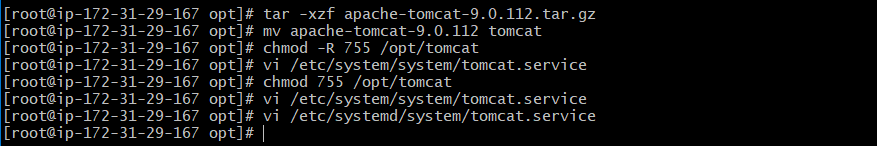 [root@ip-172-31-29-167 opt]# tar -xzf apache-tomcat-9.0.112.tar.gz
[root@ip-172-31-29-167 opt]# mv apache-tomcat-9.0.112 tomcat
[root@ip-172-31-29-167 opt]# chmod -R 755 /opt/tomcat
[root@ip-172-31-29-167 opt]# vi /etc/system/system/tomcat.service
[root@ip-172-31-29-167 opt]# chmod 755 /opt/tomcat
[root@ip-172-31-29-167 opt]# vi /etc/system/system/tomcat.service
[root@ip-172-31-29-167 opt]# vi /etc/systemd/system/tomcat.service
[root@ip-172-31-29-167 opt]#